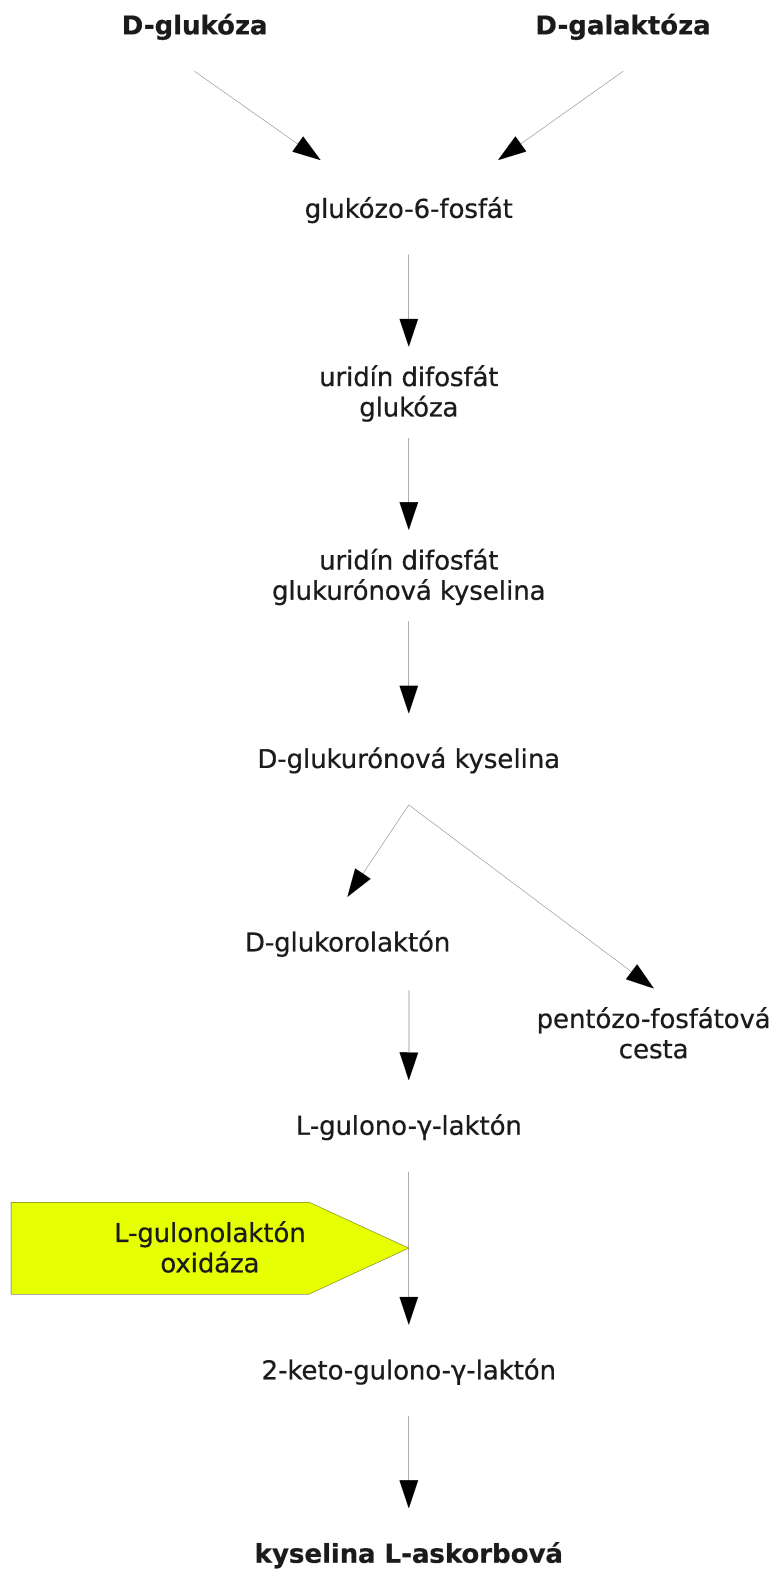 D-glukóza
D-galaktóza
glukózo-6-fosfát
uridín difosfát
glukóza
uridín difosfát
glukurónová kyselina
D-glukurónová kyselina
D-glukorolaktón
pentózo-fosfátová
cesta
L-gulono-γ-laktón
L-gulonolaktón
oxidáza
2-keto-gulono-γ-laktón
kyselina L-askorbová